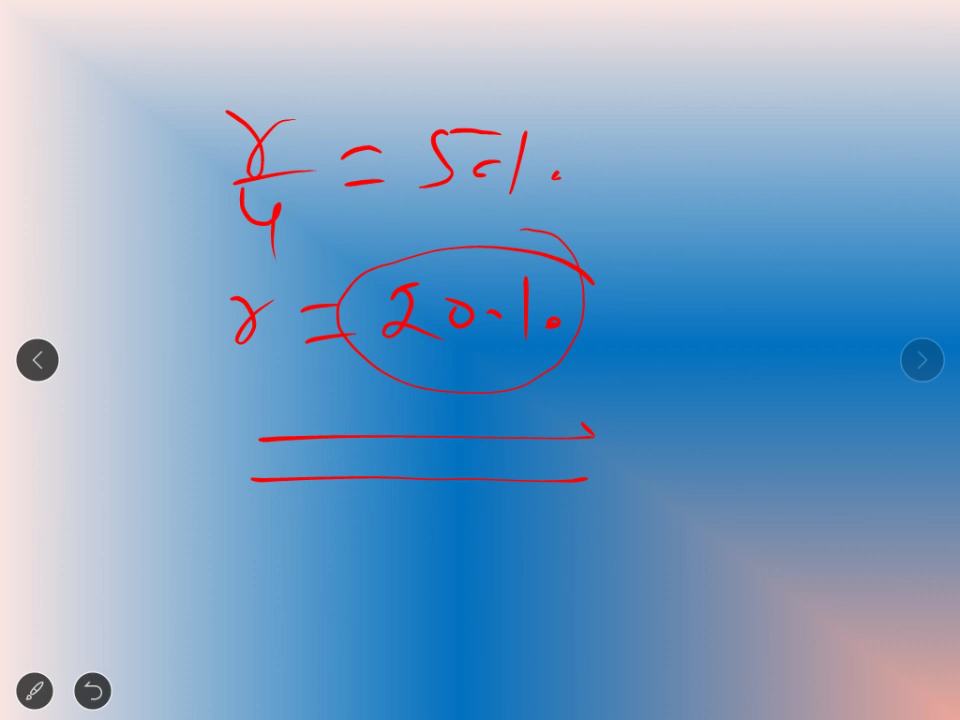 r/4 = 5%
r = 20%